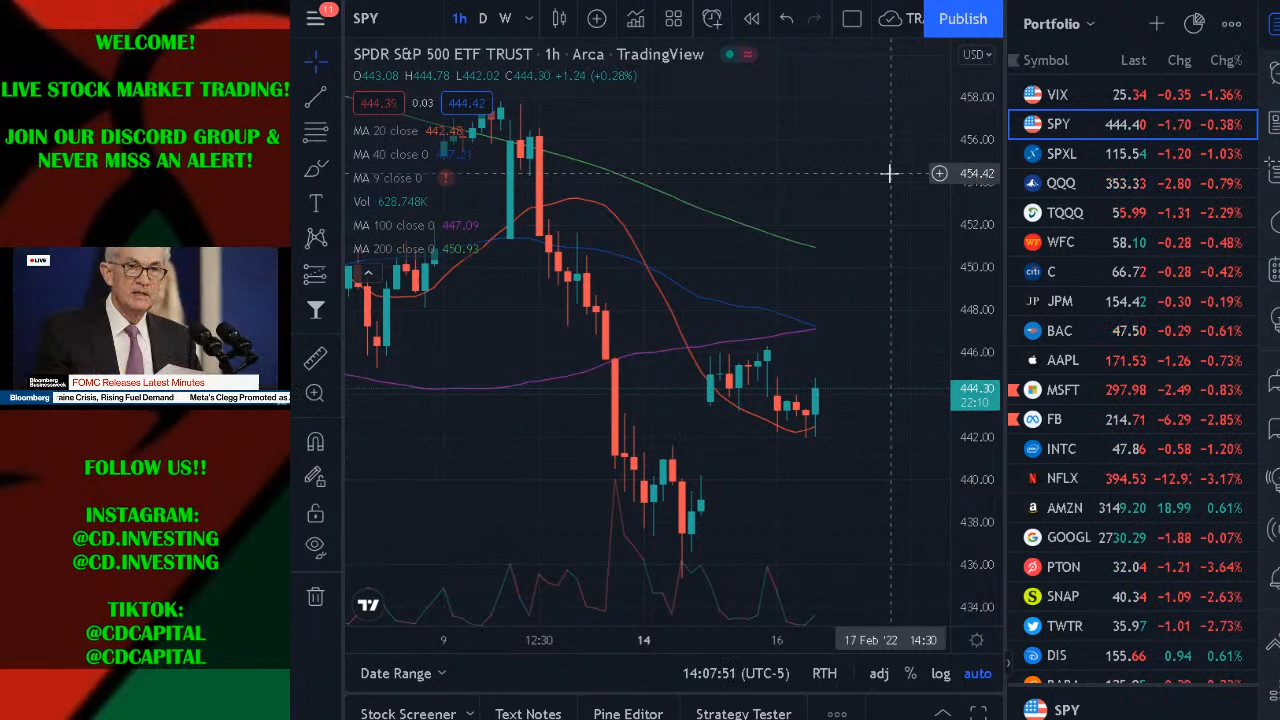 WELCOME!
LIVE STOCK MARKET TRADING!
JOIN OUR DISCORD GROUP &
NEVER MISS AN ALERT!
LIVE
Bloomberg
Businessweek
FOMC Releases Latest Minutes
Bloomberg
aine Crisis, Rising Fuel Demand
Meta's Clegg Promoted as
FOLLOW US!!
INSTAGRAM:
@CD.INVESTING
@CD.INVESTING
TIKTOK:
@CDCAPITAL
@CDCAPITAL
11
SPY
1h D W
TRA
Publish
SPDR S&P 500 ETF TRUST · 1h · Arca · TradingView
USD
O443.08 H444.78 L442.02 C444.30 +1.24 (+0.28%)
444.35 0.03 444.42
MA 20 close 442.48
MA 40 close 0
MA 9 close 0 !
Vol 628.748K
MA 100 close 0 447.09
MA 200 close 0 450.93
458.00
456.00
454.42
452.00
450.00
448.00
446.00
444.30
22:10
442.00
440.00
438.00
436.00
434.00
9 12:30 14 16 17 Feb '22 14:30
Date Range 14:07:51 (UTC-5) RTH adj % log auto
Stock Screener Text Notes Pine Editor Strategy Tester
Portfolio
Symbol Last Chg Chg%
VIX 25.34 −0.35 −1.36%
SPY 444.40 −1.70 −0.38%
SPXL 115.54 −1.20 −1.03%
QQQ 353.33 −2.80 −0.79%
TQQQ 55.99 −1.31 −2.29%
WFC 58.10 −0.28 −0.48%
C 66.72 −0.28 −0.42%
JPM 154.42 −0.30 −0.19%
BAC 47.50 −0.29 −0.61%
AAPL 171.53 −1.26 −0.73%
MSFT 297.98 −2.49 −0.83%
FB 214.71 −6.29 −2.85%
INTC 47.86 −0.58 −1.20%
NFLX 394.53 −12.9 −3.17%
AMZN 3149.20 18.99 0.61%
GOOGL 2730.29 −1.88 −0.07%
PTON 32.04 −1.21 −3.64%
SNAP 40.34 −1.09 −2.63%
TWTR 35.97 −1.01 −2.73%
DIS 155.66 0.94 0.61%
SPY